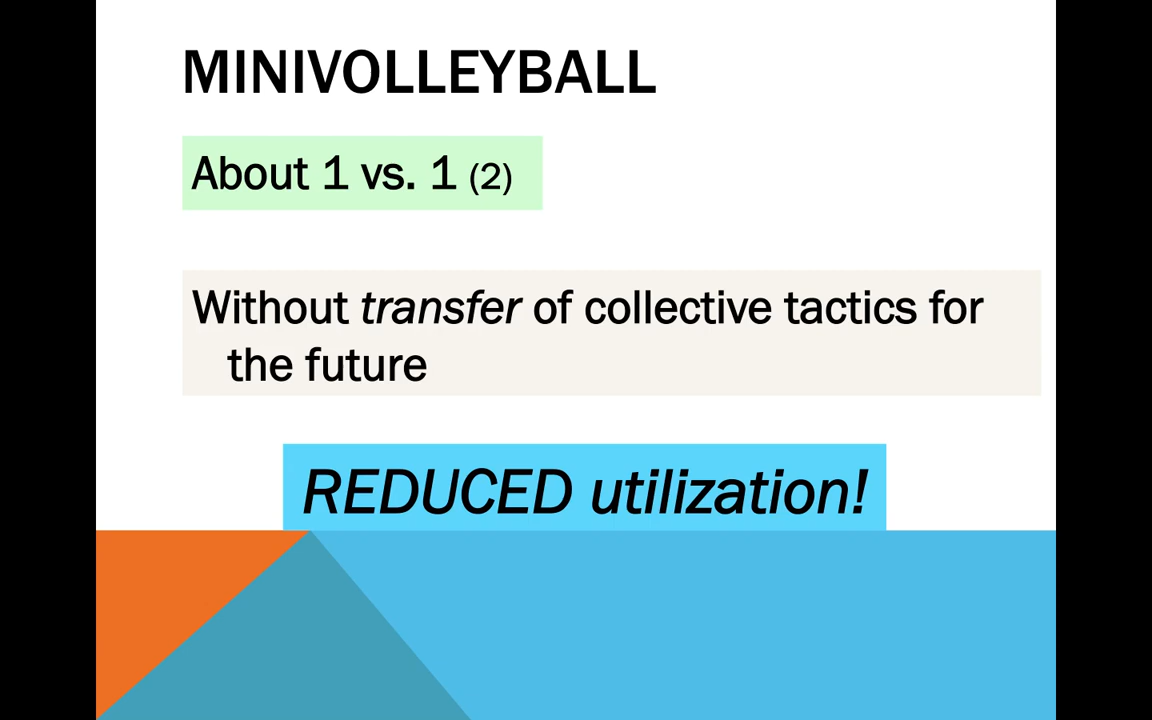 MINIVOLLEYBALL
About 1 vs. 1 (2)
Without transfer of collective tactics for
the future
REDUCED utilization!